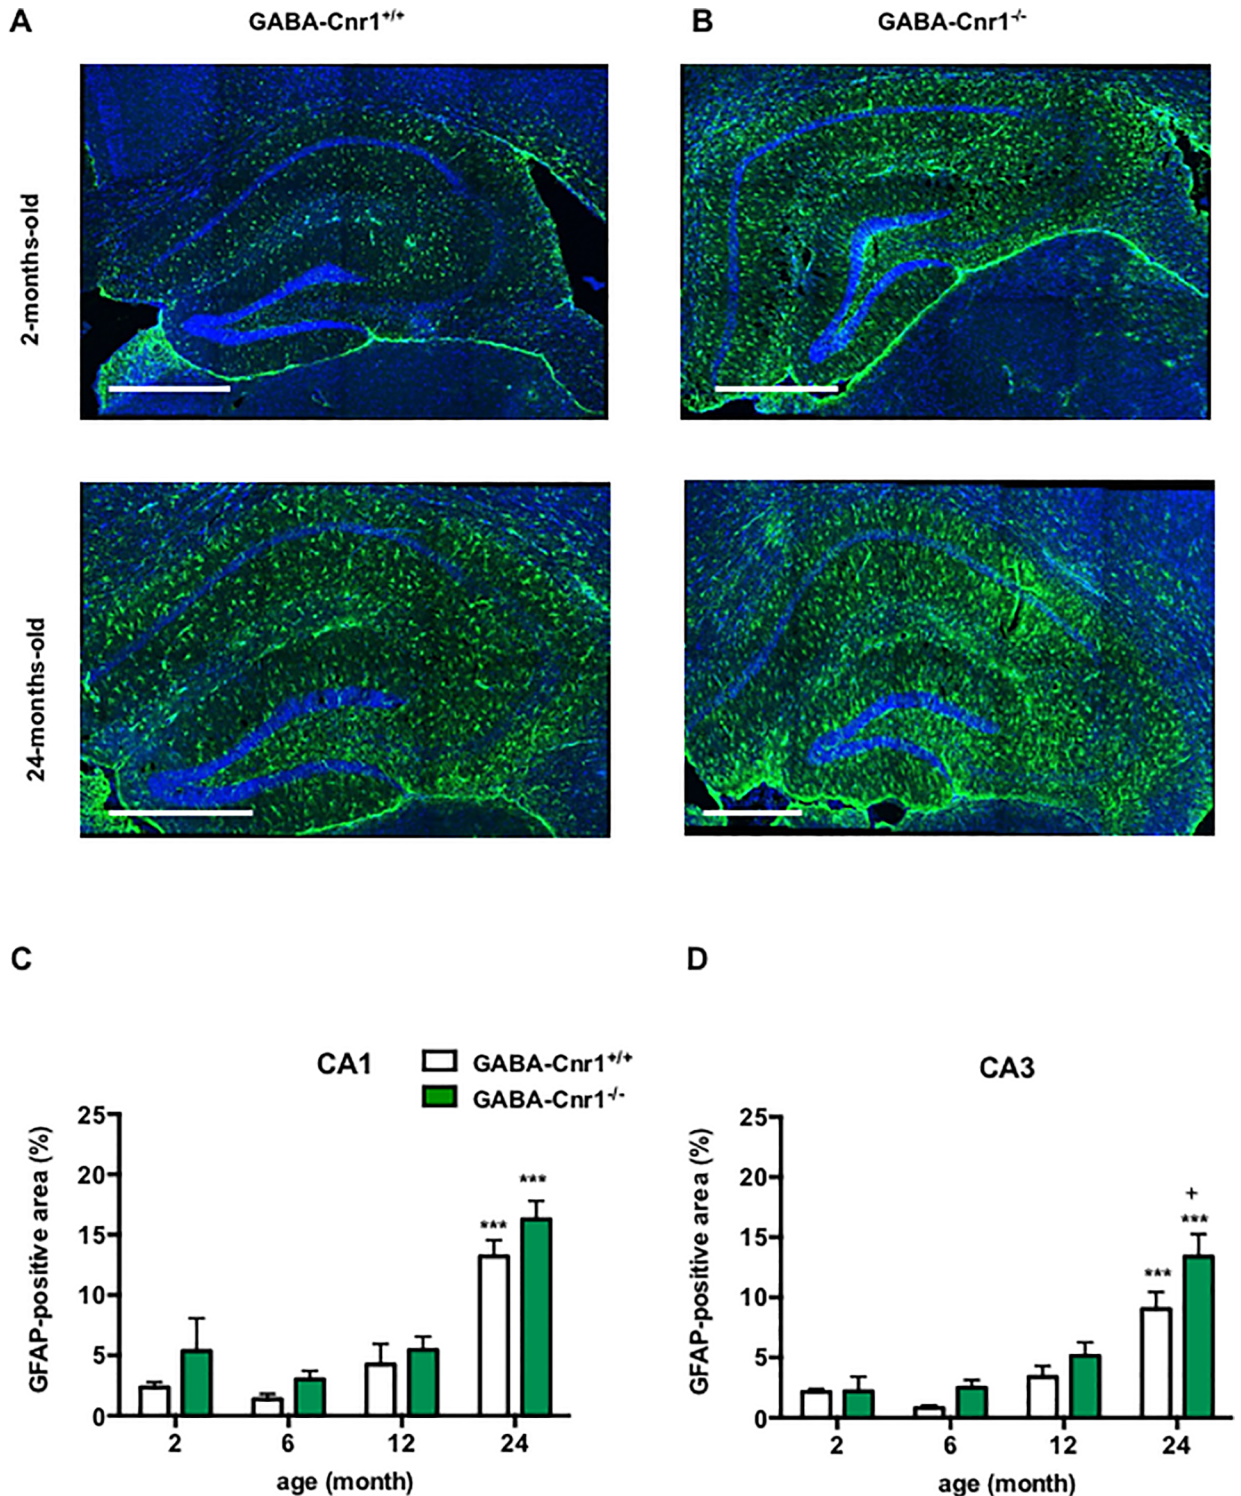 A
GABA-Cnr1+/+
B
GABA-Cnr1-/-
2-months-old
24-months-old
C
D
CA1
GABA-Cnr1+/+
GABA-Cnr1-/-
CA3
GFAP-positive area (%)
25
20
15
10
5
0
***
***
2
6
12
24
age (month)
GFAP-positive area (%)
25
20
15
10
5
0
***
+
***
2
6
12
24
age (month)